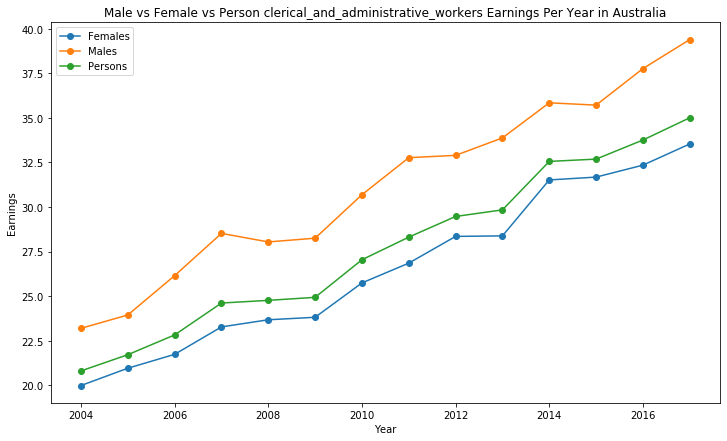 Male vs Female vs Person clerical_and_administrative_workers Earnings Per Year in Australia
Females
Males
Persons
Earnings
40.0
37.5
35.0
32.5
30.0
27.5
25.0
22.5
20.0
2004 2006 2008 2010 2012 2014 2016
Year